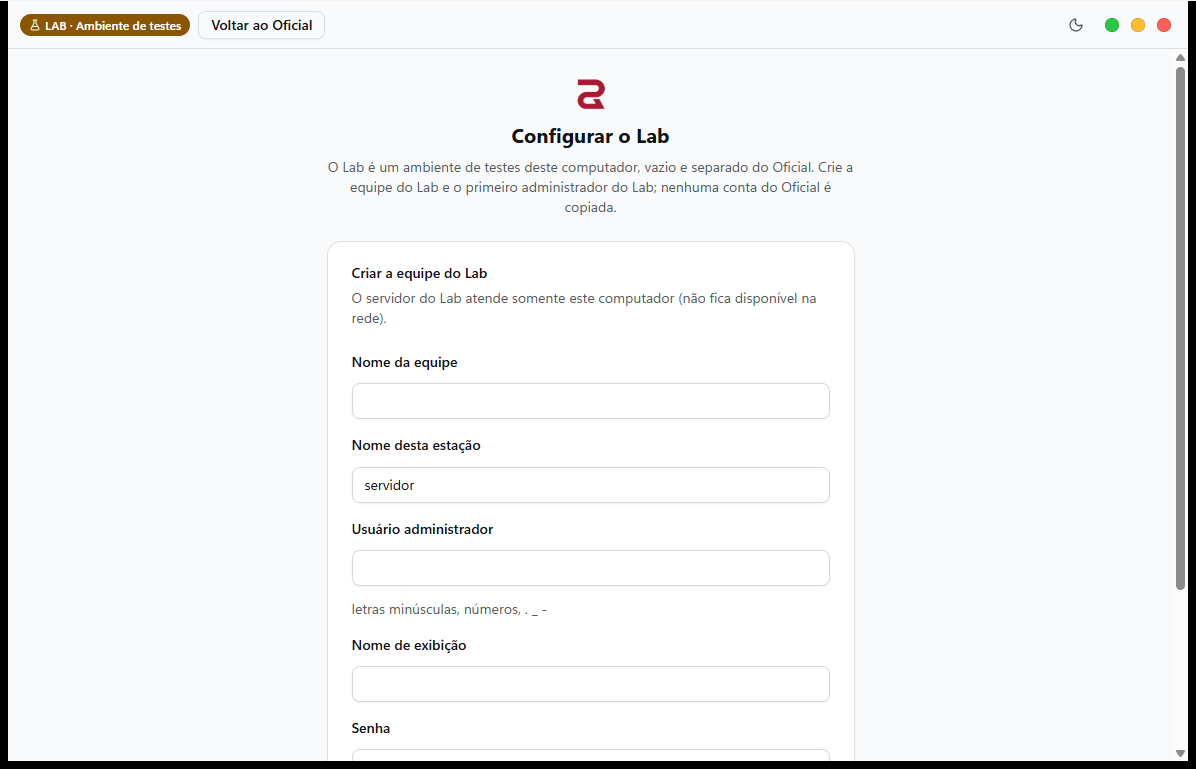 LAB · Ambiente de testes
Voltar ao Oficial
Configurar o Lab
O Lab é um ambiente de testes deste computador, vazio e separado do Oficial. Crie a
equipe do Lab e o primeiro administrador do Lab; nenhuma conta do Oficial é
copiada.
Criar a equipe do Lab
O servidor do Lab atende somente este computador (não fica disponível na
rede).
Nome da equipe
Nome desta estação
servidor
Usuário administrador
letras minúsculas, números, . _ -
Nome de exibição
Senha